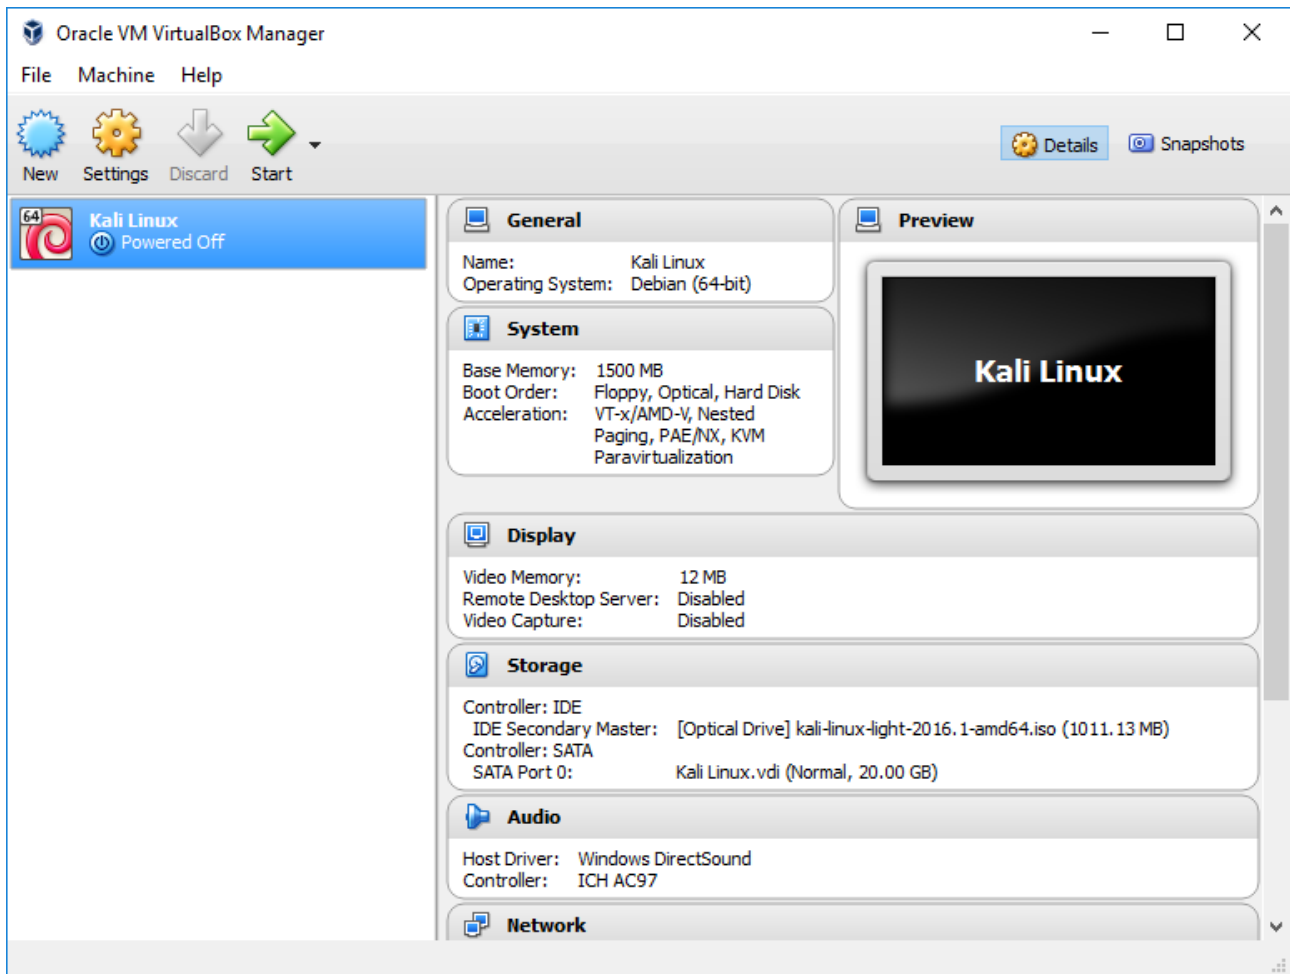 Oracle VM VirtualBox Manager
File Machine Help
New Settings Discard Start
Details Snapshots
64
Kali Linux
Powered Off
General
Name: Kali Linux
Operating System: Debian (64-bit)
System
Base Memory: 1500 MB
Boot Order: Floppy, Optical, Hard Disk
Acceleration: VT-x/AMD-V, Nested
Paging, PAE/NX, KVM
Paravirtualization
Preview
Kali Linux
Display
Video Memory: 12 MB
Remote Desktop Server: Disabled
Video Capture: Disabled
Storage
Controller: IDE
IDE Secondary Master: [Optical Drive] kali-linux-light-2016.1-amd64.iso (1011.13 MB)
Controller: SATA
SATA Port 0: Kali Linux.vdi (Normal, 20.00 GB)
Audio
Host Driver: Windows DirectSound
Controller: ICH AC97
Network